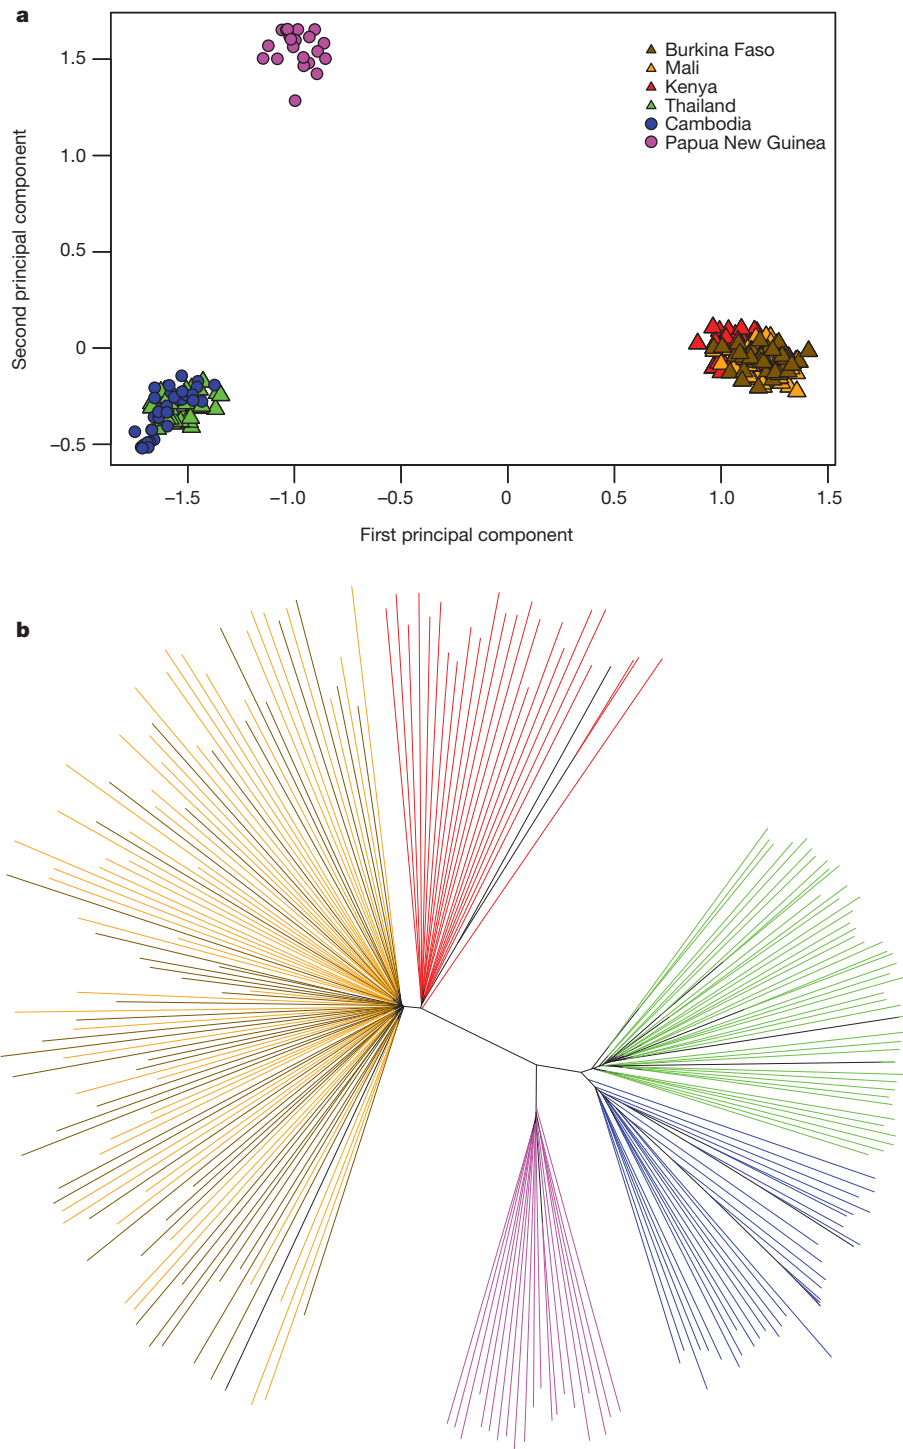 a
Second principal component
1.5
1.0
0.5
0
−0.5
Burkina Faso
Mali
Kenya
Thailand
Cambodia
Papua New Guinea
−1.5 −1.0 −0.5 0 0.5 1.0 1.5
First principal component
b